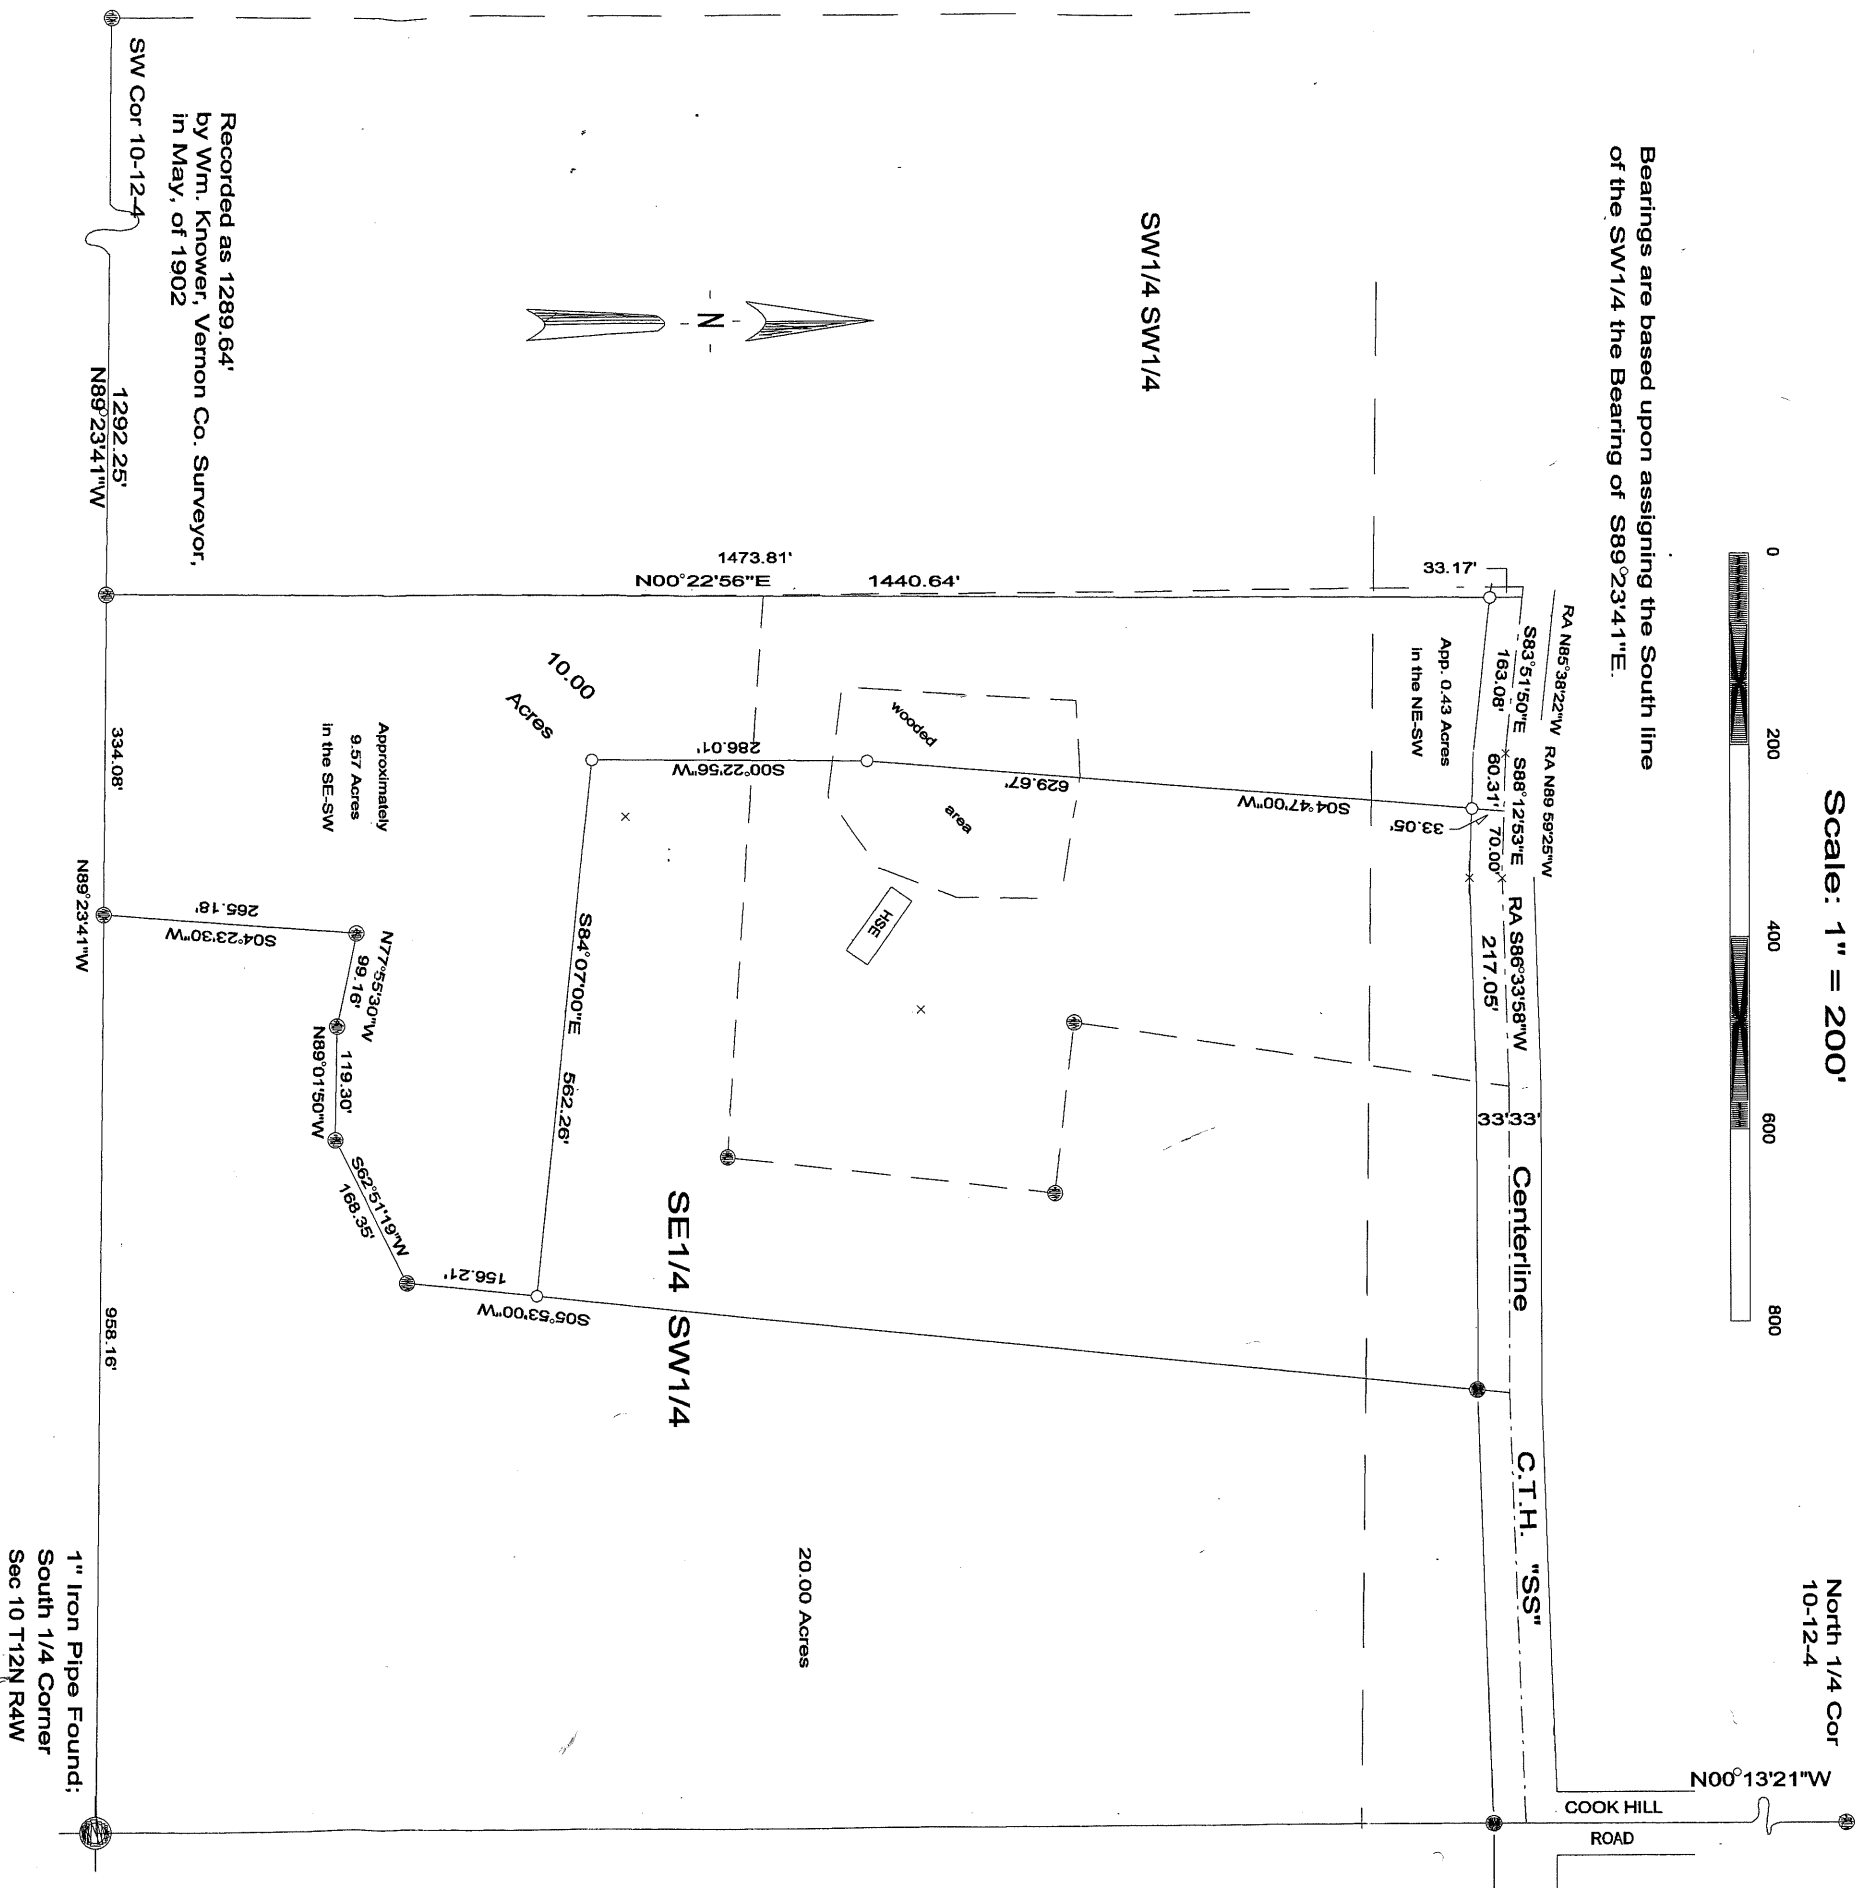 Scale: 1" = 200'
0 200 400 600 800
North 1/4 Cor
10-12-4
N00°13'21"W
COOK HILL
ROAD
Bearings are based upon assigning the South line
of the SW1/4 the Bearing of S89°23'41"E.
RA N85°38'22"W
RA N89 59'25"W
RA S86°33'58"W
S83°51'50"E
163.08'
S88°12'53"E
60.31'
70.00'
217.05'
33'
33'
Centerline
C.T.H. "SS"
33.17'
33.05'
App. 0.43 Acres
in the NE-SW
SW1/4 SW1/4
S04°47'00"W
629.67'
1440.64'
1473.81'
N00°22'56"E
wooded
area
HSE
N
S00°22'56"W
286.01'
20.00 Acres
SE1/4 SW1/4
10.00
Acres
S84°07'00"E
562.26'
S05°53'00"W
156.21'
Approximately
9.57 Acres
in the SE-SW
N77°55'30"W
99.16'
119.30'
N89°01'50"W
S62°51'19"W
168.35'
265.18'
S04°23'30"W
Recorded as 1289.64'
by Wm. Knower, Vernon Co. Surveyor,
in May, of 1902
SW Cor 10-12-4
1292.25'
N89°23'41"W
334.08'
N89°23'41"W
958.16'
1" Iron Pipe Found;
South 1/4 Corner
Sec 10 T12N R4W